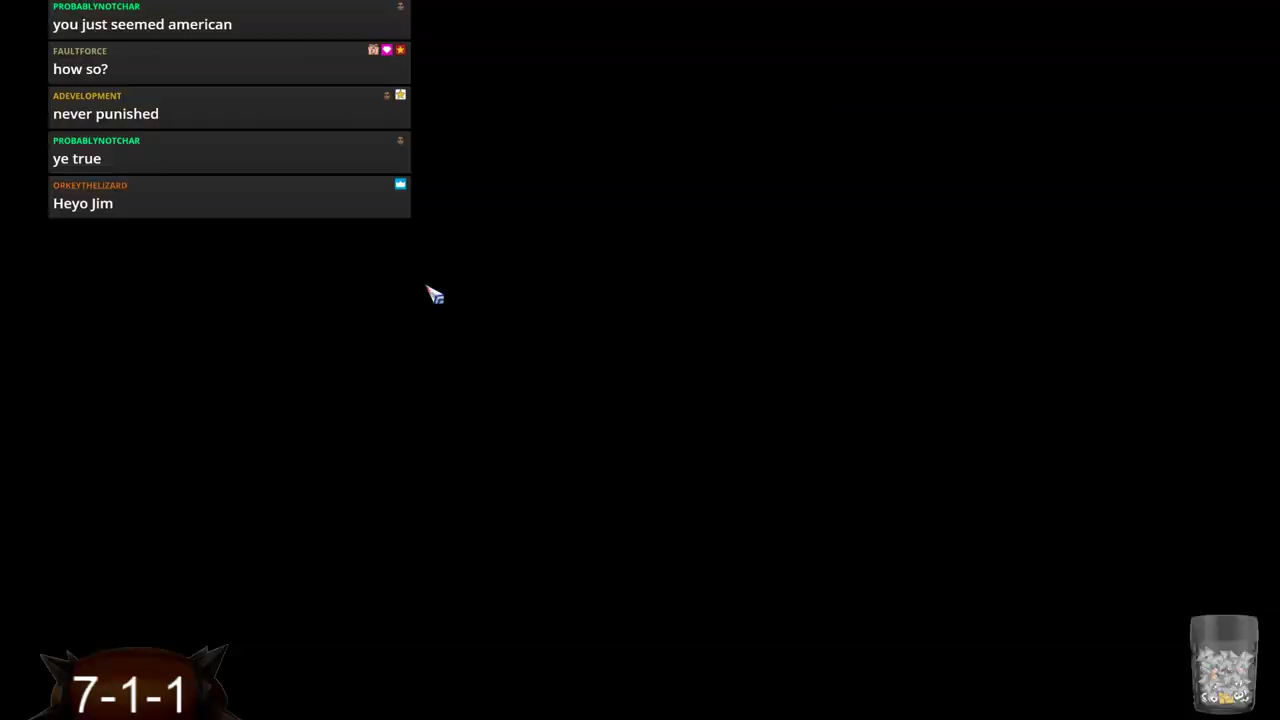 PROBABLYNOTCHAR
you just seemed american
FAULTFORCE
how so?
ADEVELOPMENT
never punished
PROBABLYNOTCHAR
ye true
ORKEYTHELIZARD
Heyo Jim
7-1-1